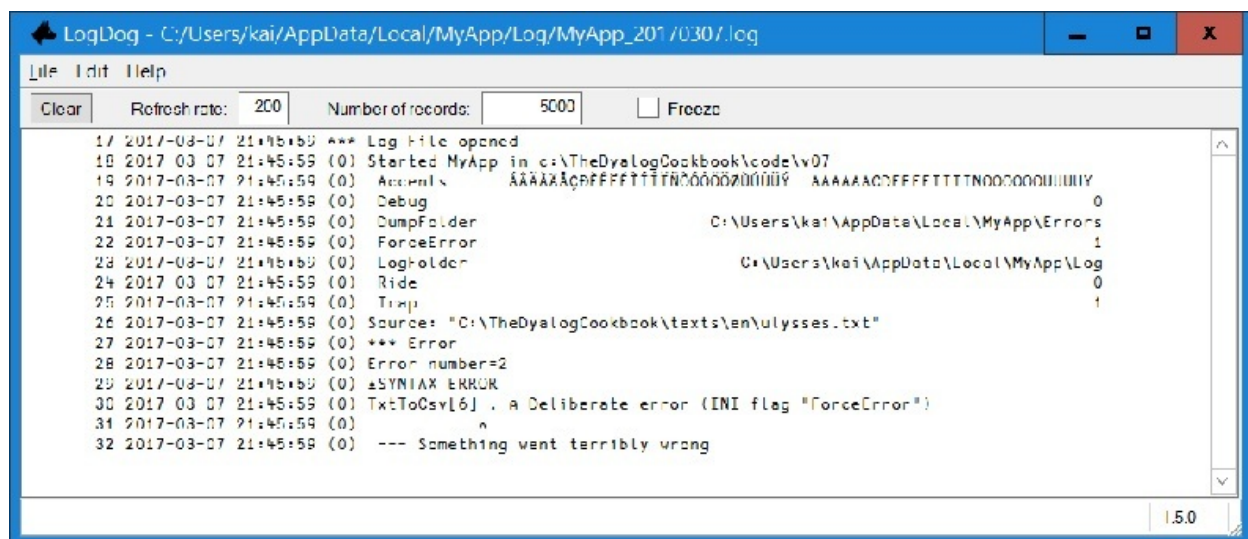 LogDog - C:/Users/kai/AppData/Local/MyApp/Log/MyApp_20170307.log
File Edit Help
Clear Refresh rate: 200 Number of records: 5000 Freeze
17 2017-03-07 21:45:59 *** Log File opened
18 2017-03-07 21:45:59 (0) Started MyApp in c:\TheDyalogCookbook\code\v07
19 2017-03-07 21:45:59 (0) Accents
20 2017-03-07 21:45:59 (0) Debug 0
21 2017-03-07 21:45:59 (0) DumpFolder C:\Users\kai\AppData\Local\MyApp\Errors
22 2017-03-07 21:45:59 (0) ForceError 1
23 2017-03-07 21:45:59 (0) LogFolder C:\Users\kai\AppData\Local\MyApp\Log
24 2017-03-07 21:45:59 (0) Ride 0
25 2017-03-07 21:45:59 (0) Trap 1
26 2017-03-07 21:45:59 (0) Source: "C:\TheDyalogCookbook\texts\en\ulysses.txt"
27 2017-03-07 21:45:59 (0) *** Error
28 2017-03-07 21:45:59 (0) Error number=2
29 2017-03-07 21:45:59 (0) ⍎SYNTAX ERROR
30 2017-03-07 21:45:59 (0) TxtToCsv[6] . ⍝ Deliberate error (INI flag "ForceError")
31 2017-03-07 21:45:59 (0) ^
32 2017-03-07 21:45:59 (0) --- Something went terribly wrong
1.5.0